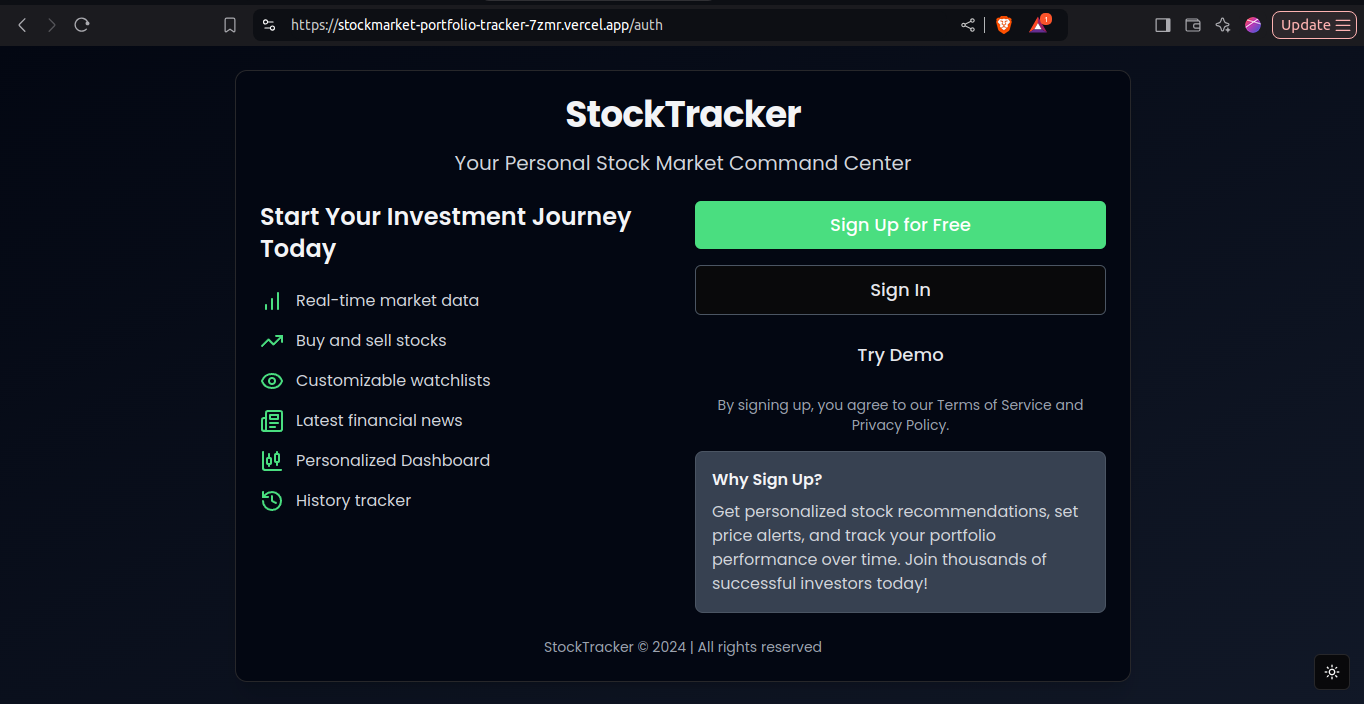 https://stockmarket-portfolio-tracker-7zmr.vercel.app/auth
1
Update
StockTracker
Your Personal Stock Market Command Center
Start Your Investment Journey
Today
Real-time market data
Buy and sell stocks
Customizable watchlists
Latest financial news
Personalized Dashboard
History tracker
Sign Up for Free
Sign In
Try Demo
By signing up, you agree to our Terms of Service and
Privacy Policy.
Why Sign Up?
Get personalized stock recommendations, set
price alerts, and track your portfolio
performance over time. Join thousands of
successful investors today!
StockTracker © 2024 | All rights reserved